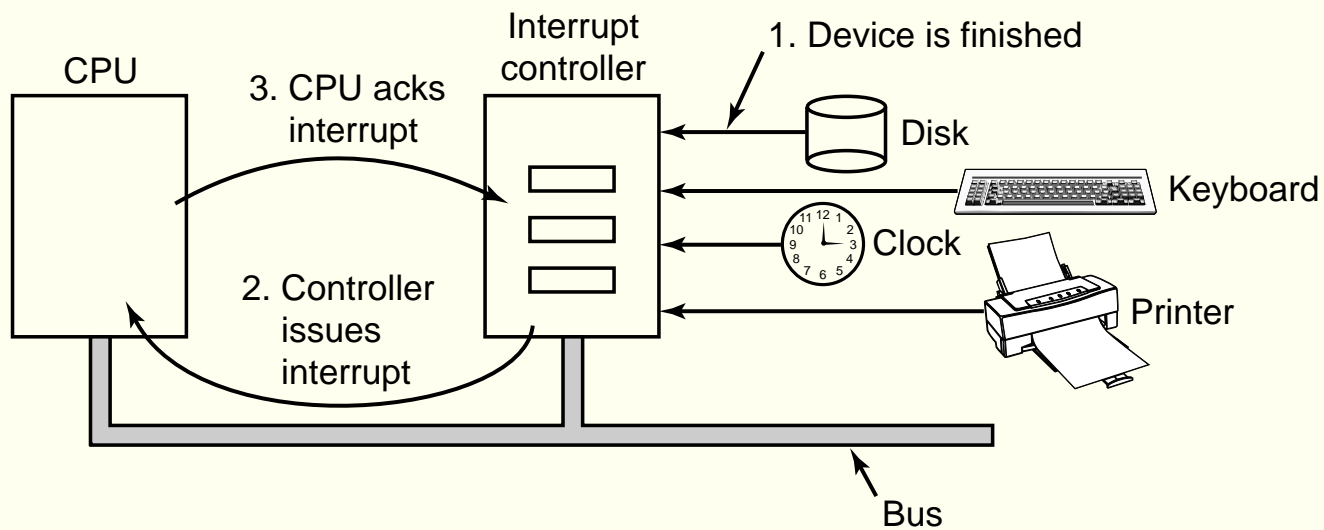 CPU
Interrupt
controller
1. Device is finished
3. CPU acks
interrupt
Disk
Keyboard
11 12 1
10 2
9 3
8 4
7 6 5
Clock
2. Controller
issues
interrupt
Printer
Bus